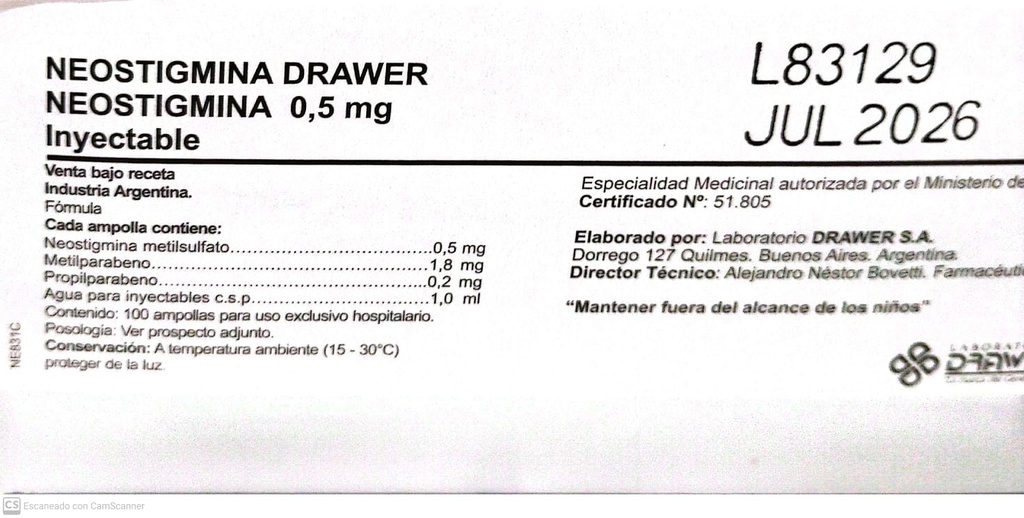 NEOSTIGMINA DRAWER
NEOSTIGMINA 0,5 mg
Inyectable
L83129
JUL 2026
Venta bajo receta
Industria Argentina.
Fórmula
Cada ampolla contiene:
Neostigmina metilsulfato..............................0,5 mg
Metilparabeno..........................................1,8 mg
Propilparabeno.........................................0,2 mg
Agua para inyectables c.s.p..........................1,0 ml
Contenido: 100 ampollas para uso exclusivo hospitalario.
Posología: Ver prospecto adjunto.
Conservación: A temperatura ambiente (15 - 30°C)
proteger de la luz.
NE831C
Especialidad Medicinal autorizada por el Ministerio de
Certificado Nº: 51.805
Elaborado por: Laboratorio DRAWER S.A.
Dorrego 127 Quilmes. Buenos Aires. Argentina.
Director Técnico: Alejandro Néstor Bovetti. Farmacéutic
"Mantener fuera del alcance de los niños"
LABORAT
DRAW
CS Escaneado con CamScanner